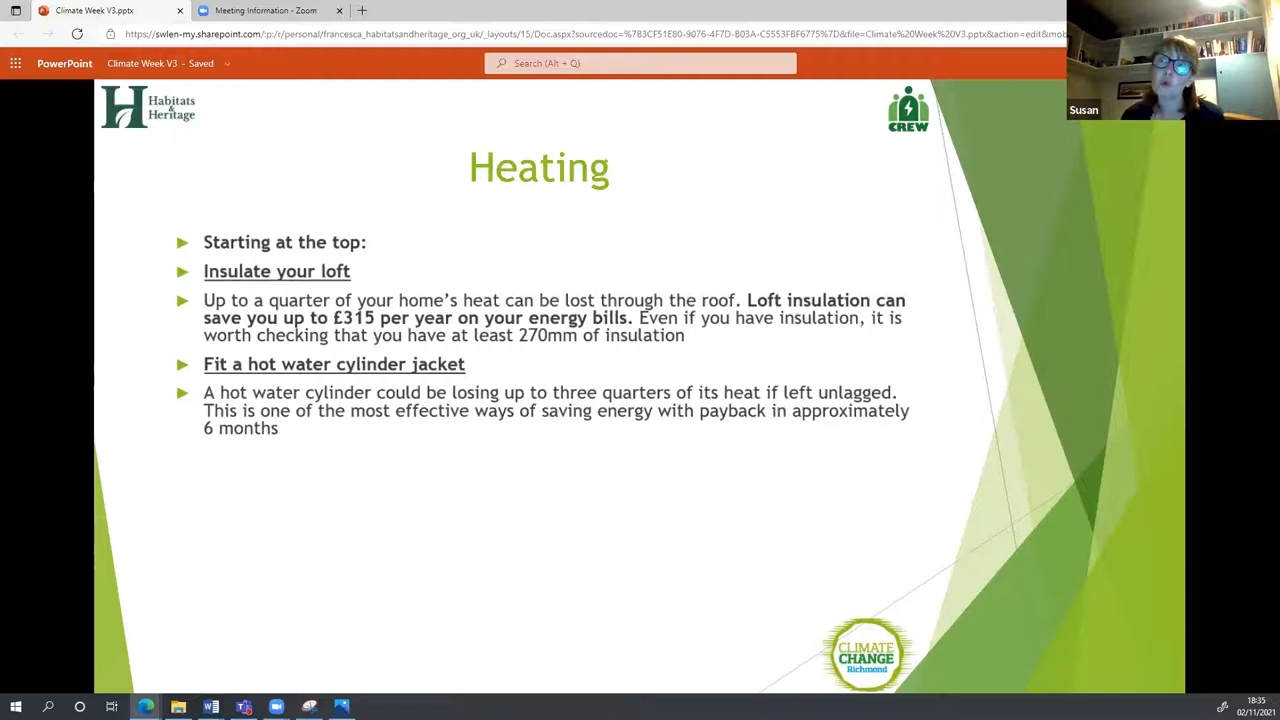 Climate Week V3.pptx
Meeting Information - Zoom
https://swlen-my.sharepoint.com/:p:/r/personal/francesca_habitatsandheritage_org_uk/_layouts/15/Doc.aspx?sourcedoc=%7B3CF51E80-9076-4F7D-B03A-C5553FBF6775%7D&file=Climate%20Week%20V3.pptx&action=edit&mob
PowerPoint
Climate Week V3 - Saved
Search (Alt + Q)
Susan
Habitats
&
Heritage
CREW
Heating
Starting at the top:
Insulate your loft
Up to a quarter of your home's heat can be lost through the roof. Loft insulation can
save you up to £315 per year on your energy bills. Even if you have insulation, it is
worth checking that you have at least 270mm of insulation
Fit a hot water cylinder jacket
A hot water cylinder could be losing up to three quarters of its heat if left unlagged.
This is one of the most effective ways of saving energy with payback in approximately
6 months
CLIMATE
CHANGE
Richmond
18:35
02/11/2021